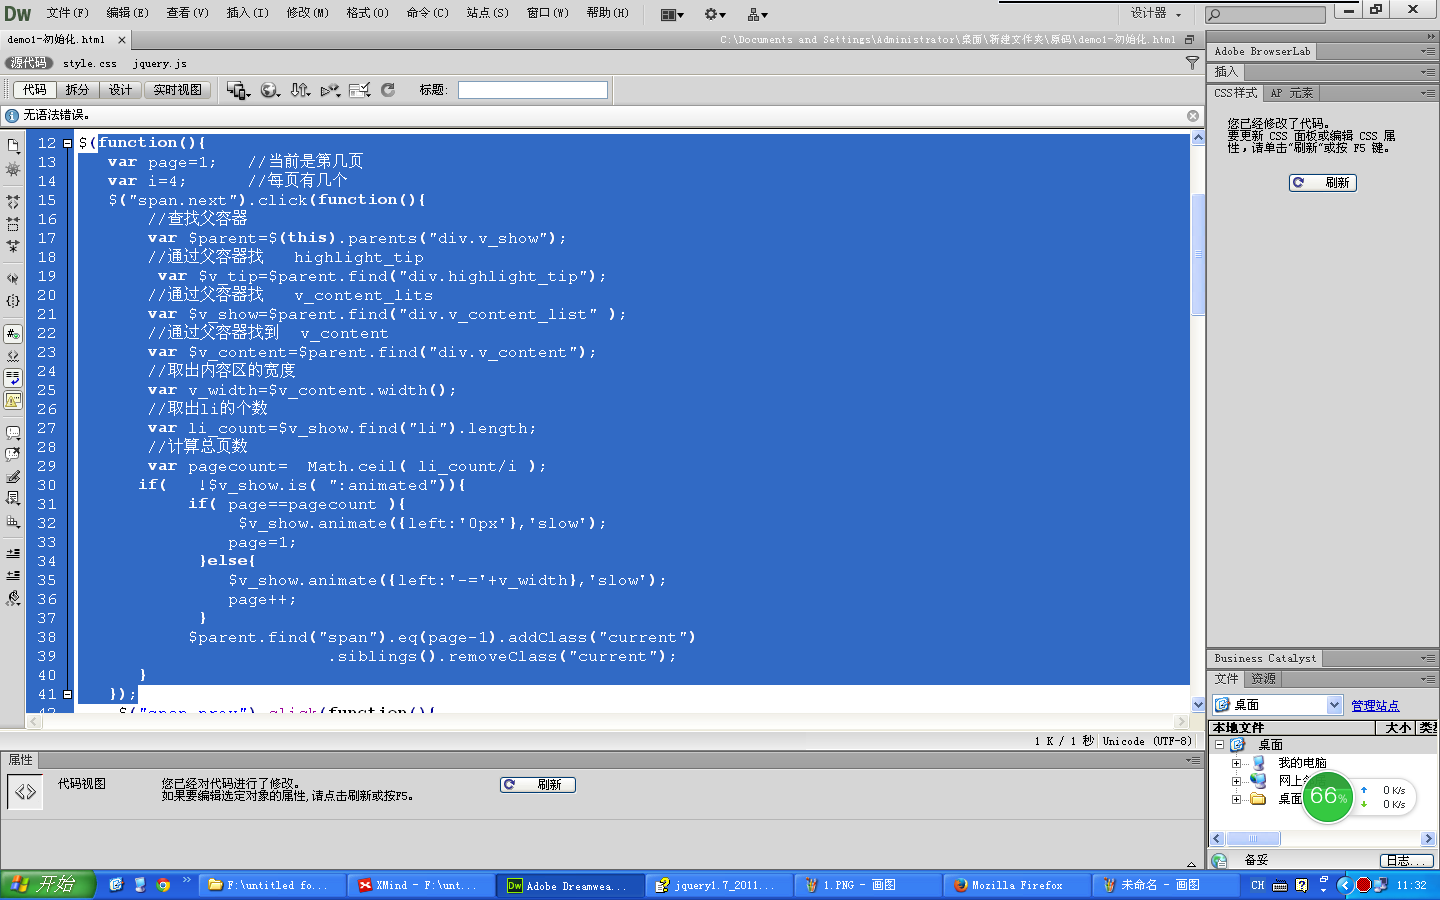 Dw 文件(F) 编辑(E) 查看(V) 插入(I) 修改(M) 格式(O) 命令(C) 站点(S) 窗口(W) 帮助(H) 设计器
demo1-初始化.html × C:\Documents and Settings\Administrator\桌面\新建文件夹\原码\demo1-初始化.html
源代码 style.css jquery.js
代码 拆分 设计 实时视图 标题:
无语法错误。
12 $(function(){
13 var page=1; //当前是第几页
14 var i=4; //每页有几个
15 $("span.next").click(function(){
16 //查找父容器
17 var $parent=$(this).parents("div.v_show");
18 //通过父容器找 highlight_tip
19 var $v_tip=$parent.find("div.highlight_tip");
20 //通过父容器找 v_content_lits
21 var $v_show=$parent.find("div.v_content_list" );
22 //通过父容器找到 v_content
23 var $v_content=$parent.find("div.v_content");
24 //取出内容区的宽度
25 var v_width=$v_content.width();
26 //取出li的个数
27 var li_count=$v_show.find("li").length;
28 //计算总页数
29 var pagecount= Math.ceil( li_count/i );
30 if( !$v_show.is( ":animated")){
31 if( page==pagecount ){
32 $v_show.animate({left:'0px'},'slow');
33 page=1;
34 }else{
35 $v_show.animate({left:'-='+v_width},'slow');
36 page++;
37 }
38 $parent.find("span").eq(page-1).addClass("current")
39 .siblings().removeClass("current");
40 }
41 });
42 $("span.prev").click(function(){
1 K / 1 秒 Unicode (UTF-8)
属性
代码视图 您已经对代码进行了修改。
如果要编辑选定对象的属性,请点击刷新或按F5。
刷新
Adobe BrowserLab
插入
CSS样式 AP 元素
您已经修改了代码。
要更新 CSS 面板或编辑 CSS 属
性，请单击“刷新”或按 F5 键。
刷新
Business Catalyst
文件 资源
桌面 管理站点
本地文件 大小 类
桌面
我的电脑
网上
桌面
66% 0 K/s
0 K/s
备妥 日志...
开始 F:\untitled fo... XMind - F:\unt... Adobe Dreamwea... jquery1.7_2011... 1.PNG - 画图 Mozilla Firefox 未命名 - 画图 CH 11:32